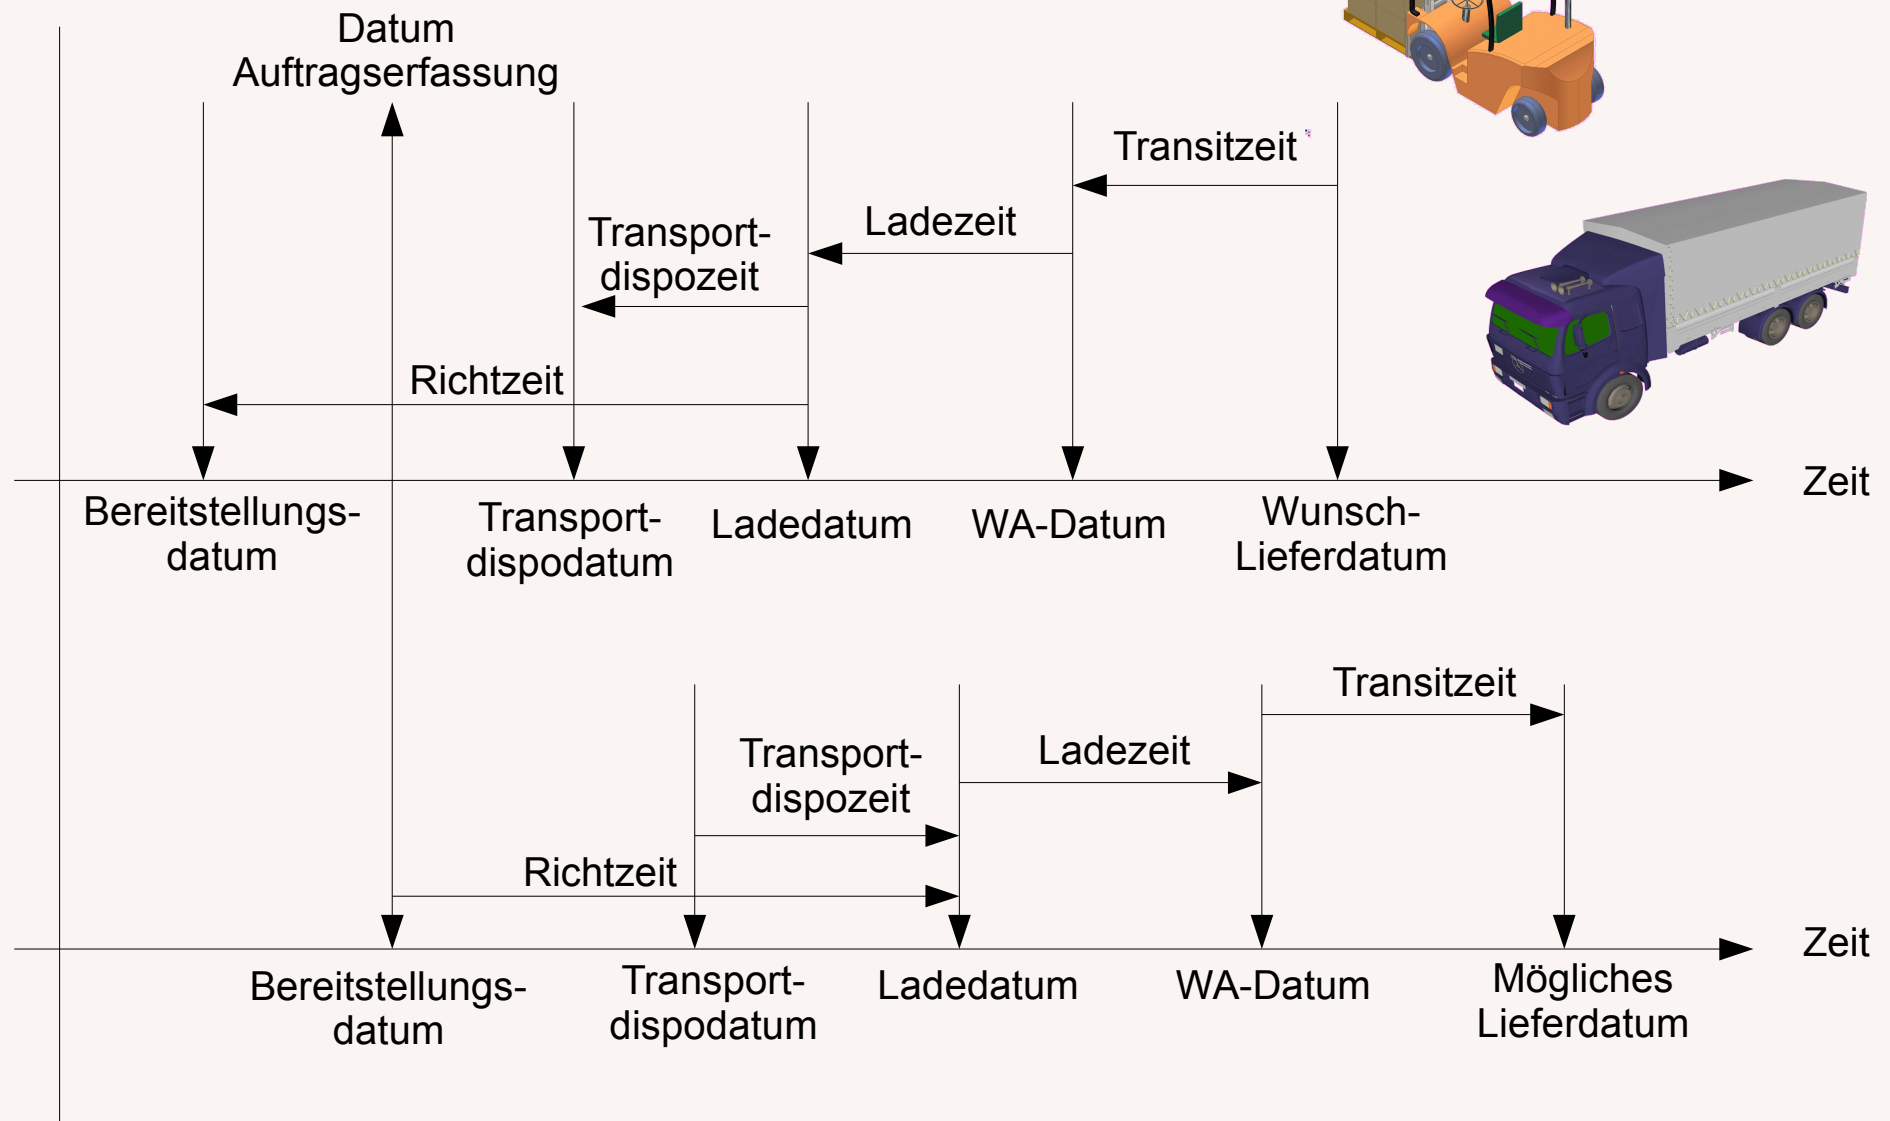 Datum
Auftragserfassung
Transitzeit
Ladezeit
Transport-
dispozeit
Richtzeit
Zeit
Bereitstellungs-
datum
Transport-
dispodatum
Ladedatum
WA-Datum
Wunsch-
Lieferdatum
Transitzeit
Ladezeit
Transport-
dispozeit
Richtzeit
Zeit
Bereitstellungs-
datum
Transport-
dispodatum
Ladedatum
WA-Datum
Mögliches
Lieferdatum